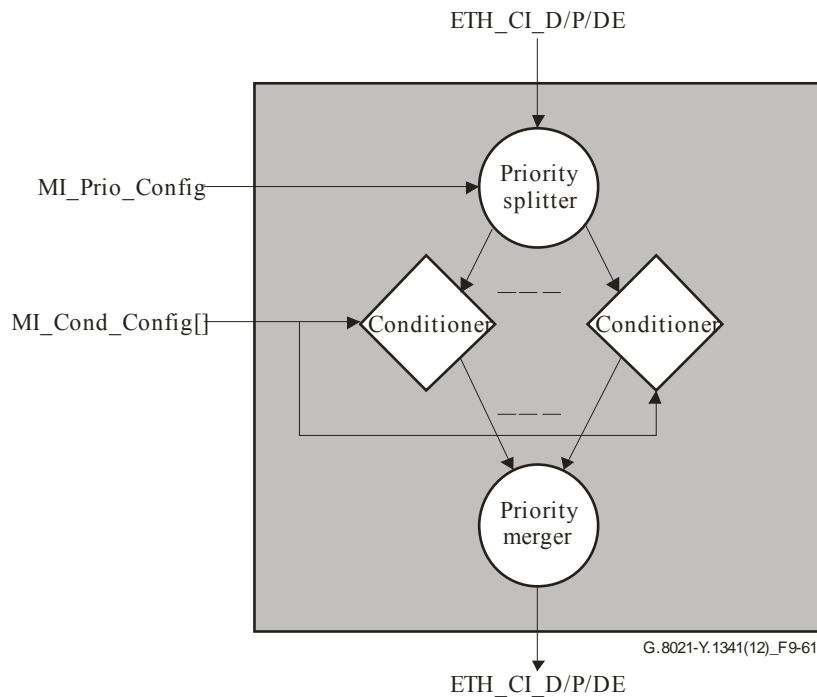 ETH_CI_D/P/DE
Priority
splitter
MI_Prio_Config
MI_Cond_Config[]
Conditioner
Conditioner
Priority
merger
G.8021-Y.1341(12)_F9-61
ETH_CI_D/P/DE